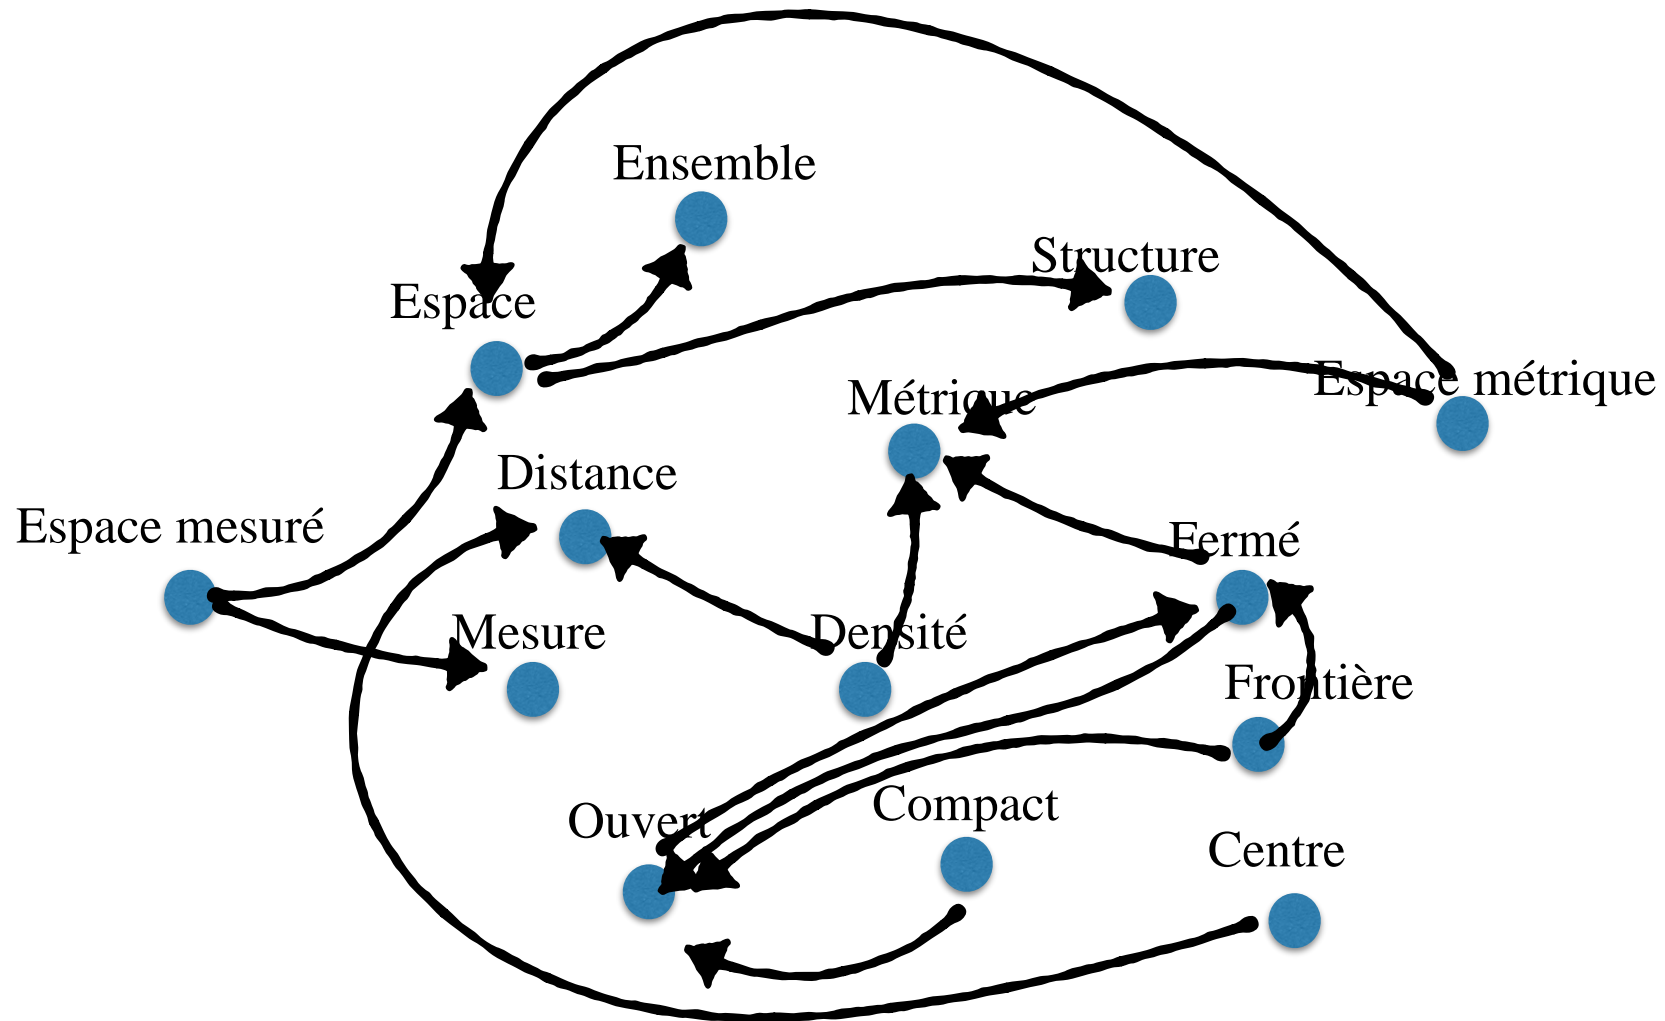 Ensemble
Structure
Espace
Espace métrique
Métrique
Distance
Espace mesuré
Fermé
Mesure
Densité
Frontière
Compact
Ouvert
Centre